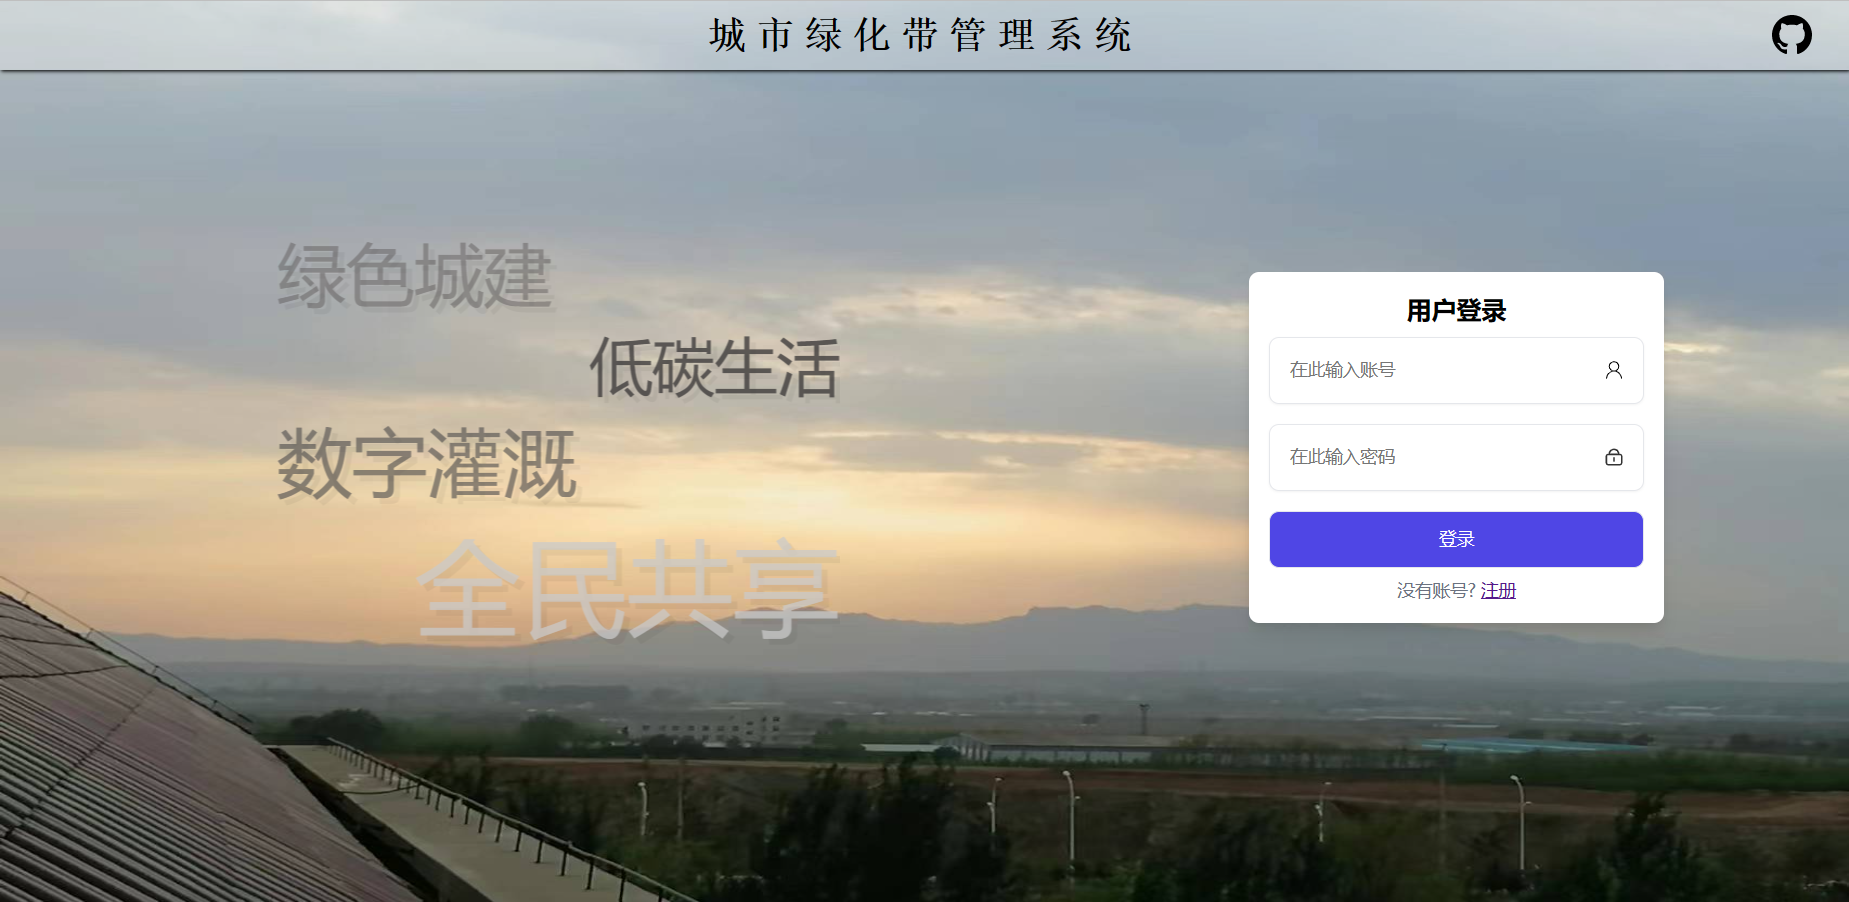 城市绿化带管理系统
绿色城建
低碳生活
数字灌溉
全民共享
用户登录
在此输入账号
在此输入密码
登录
没有账号? 注册